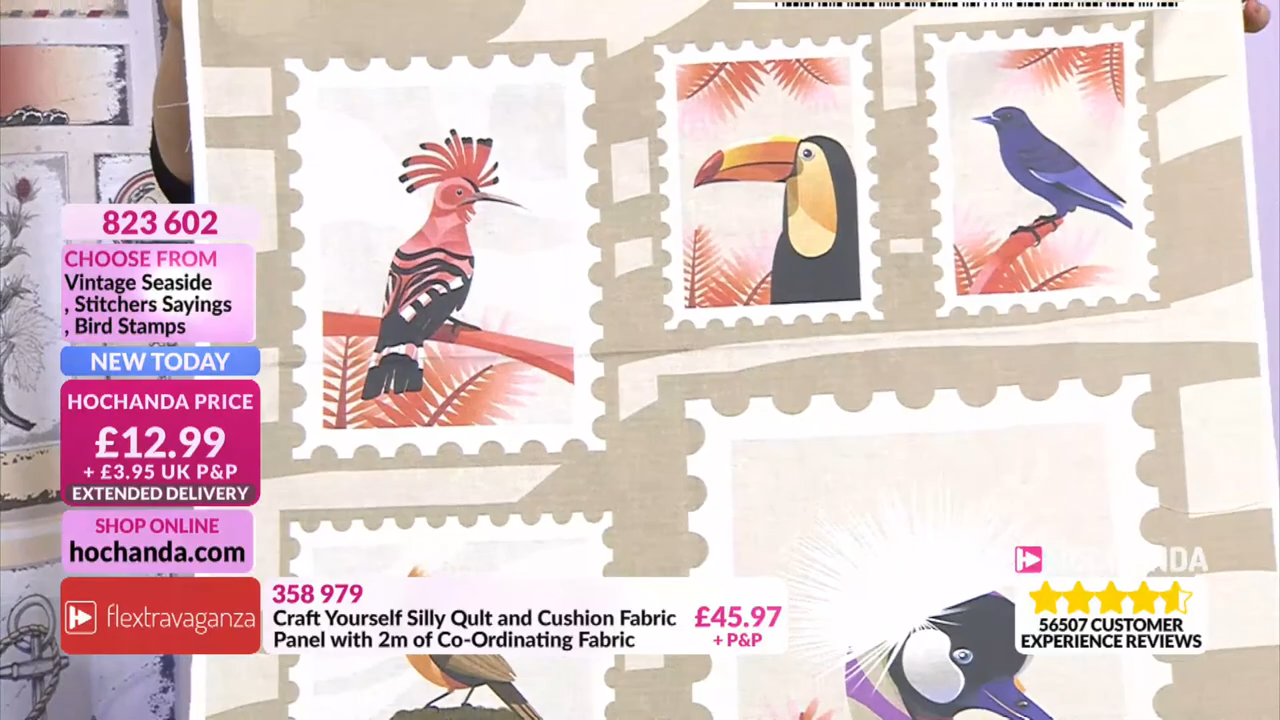 823 602
CHOOSE FROM
Vintage Seaside
, Stitchers Sayings
, Bird Stamps
NEW TODAY
HOCHANDA PRICE
£12.99
+ £3.95 UK P&P
EXTENDED DELIVERY
SHOP ONLINE
hochanda.com
flextravaganza
358 979
Craft Yourself Silly Qult and Cushion Fabric
Panel with 2m of Co-Ordinating Fabric
£45.97
+ P&P
HOCHANDA
56507 CUSTOMER
EXPERIENCE REVIEWS